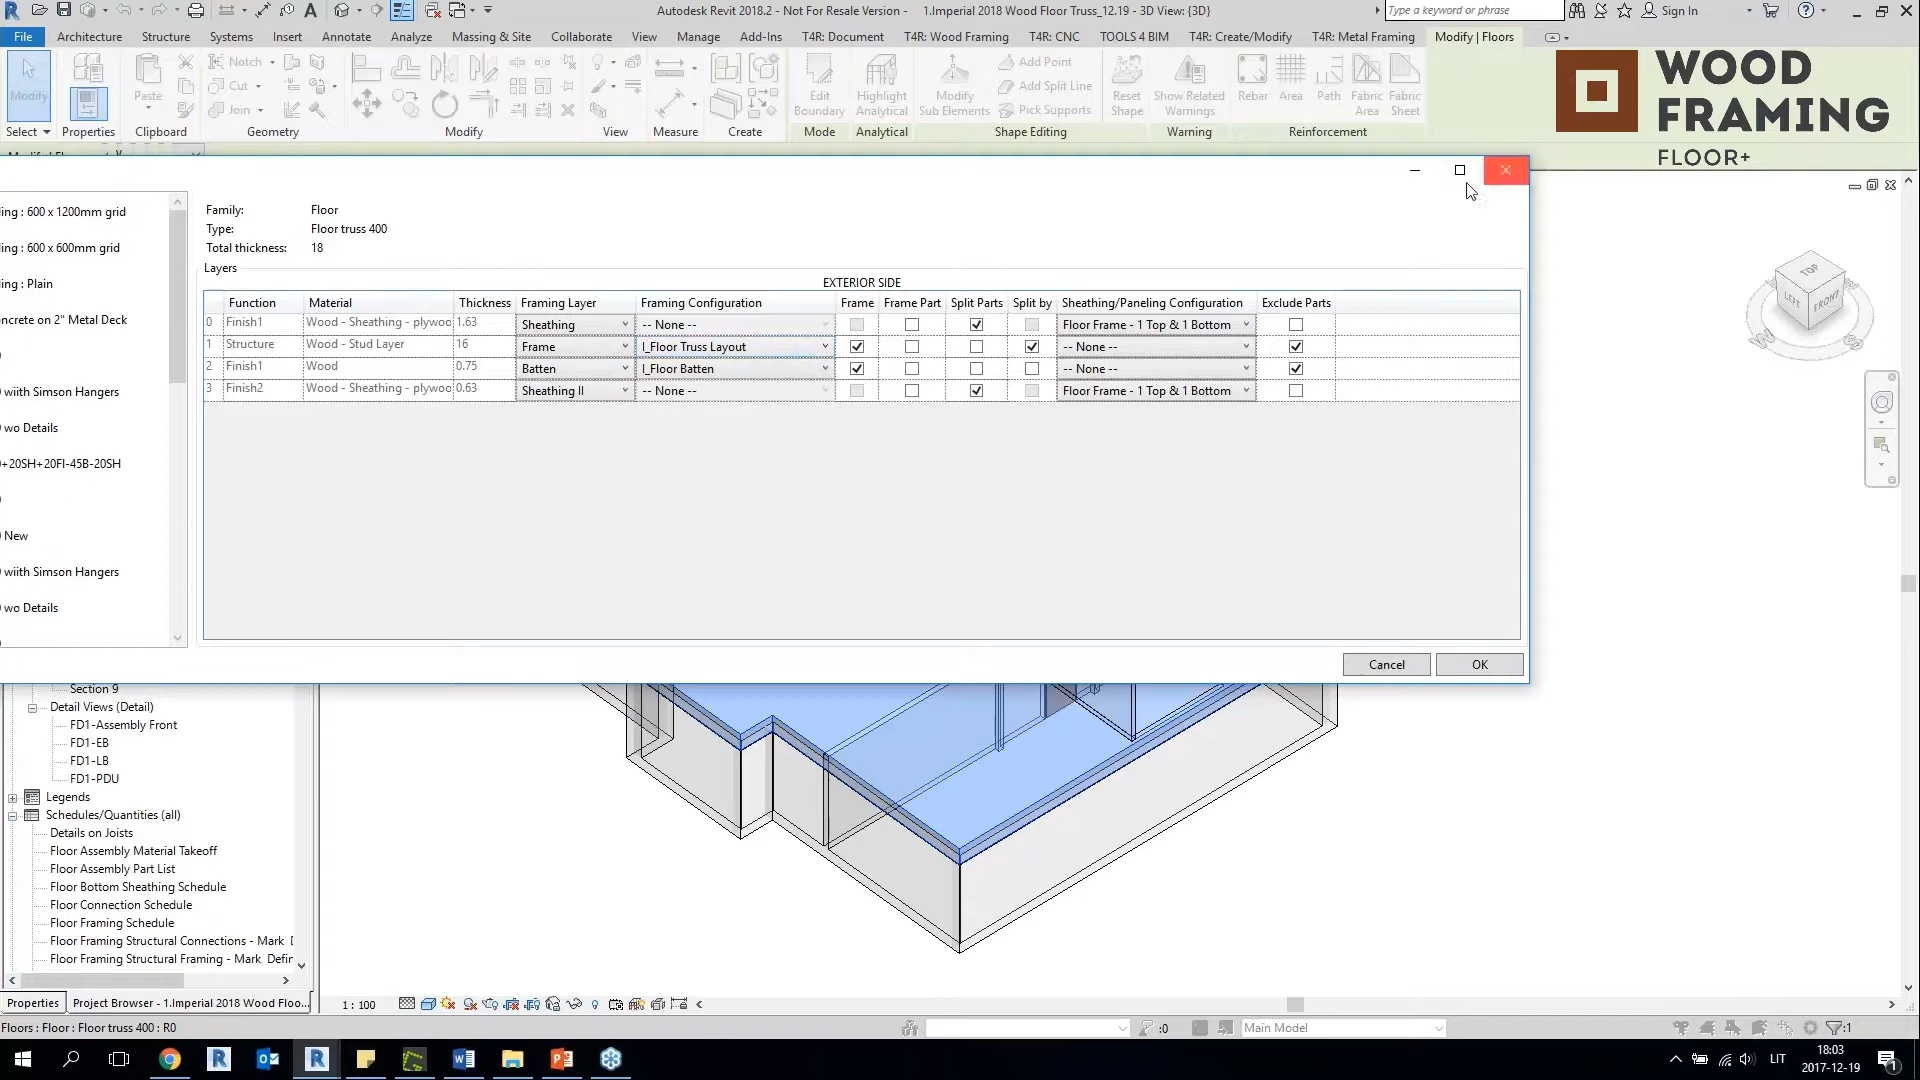 Autodesk Revit 2018.2 - Not For Resale Version - 1.Imperial 2018 Wood Floor Truss_12.19 - 3D View: {3D}
Type a keyword or phrase
Sign In
File Architecture Structure Systems Insert Annotate Analyze Massing & Site Collaborate View Manage Add-Ins T4R: Document T4R: Wood Framing T4R: CNC TOOLS 4 BIM T4R: Create/Modify T4R: Metal Framing Modify | Floors
Modify
Paste
Notch
Cut
Join
Edit Boundary
Highlight Analytical
Modify Sub Elements
Add Point
Add Split Line
Pick Supports
Reset Shape
Show Related Warnings
Rebar Area Path Fabric Area Fabric Sheet
Select Properties Clipboard Geometry Modify View Measure Create Mode Analytical Shape Editing Warning Reinforcement
WOOD
FRAMING
FLOOR+
ling : 600 x 1200mm grid
ling : 600 x 600mm grid
ling : Plain
ncrete on 2" Metal Deck
wiith Simson Hangers
wo Details
+20SH+20FI-45B-20SH
New
wiith Simson Hangers
wo Details
Family: Floor
Type: Floor truss 400
Total thickness: 18
Layers
EXTERIOR SIDE
Function Material Thickness Framing Layer Framing Configuration Frame Frame Part Split Parts Split by Sheathing/Paneling Configuration Exclude Parts
0 Finish1 Wood - Sheathing - plywoo 1.63 Sheathing -- None -- Floor Frame - 1 Top & 1 Bottom
1 Structure Wood - Stud Layer 16 Frame I_Floor Truss Layout -- None --
2 Finish1 Wood 0.75 Batten I_Floor Batten -- None --
3 Finish2 Wood - Sheathing - plywoo 0.63 Sheathing II -- None -- Floor Frame - 1 Top & 1 Bottom
Cancel OK
TOP
LEFT FRONT
Section 9
Detail Views (Detail)
FD1-Assembly Front
FD1-EB
FD1-LB
FD1-PDU
Legends
Schedules/Quantities (all)
Details on Joists
Floor Assembly Material Takeoff
Floor Assembly Part List
Floor Bottom Sheathing Schedule
Floor Connection Schedule
Floor Framing Schedule
Floor Framing Structural Connections - Mark
Floor Framing Structural Framing - Mark Defir
Properties Project Browser - 1.Imperial 2018 Wood Floo...
1 : 100
Floors : Floor : Floor truss 400 : R0
:0
Main Model
:1
LIT
18:03
2017-12-19